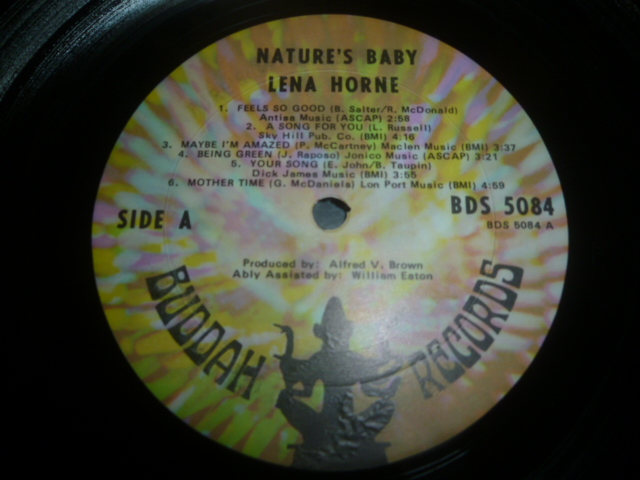 NATURE'S BABY
LENA HORNE
1. FEELS SO GOOD (B. Salter/R. McDonald)
Antisa Music (ASCAP) 2:58
2. A SONG FOR YOU (L. Russell)
Sky Hill Pub. Co. (BMI) 4:16
3. MAYBE I'M AMAZED (P. McCartney) Maclen Music (BMI) 3:37
4. BEING GREEN (J. Raposo) Jonico Music (ASCAP) 3:21
5. YOUR SONG (E. John/B. Taupin)
Dick James Music (BMI) 3:55
6. MOTHER TIME (G. McDaniels) Lon Port Music (BMI) 4:59
SIDE A
BDS 5084
BDS 5084 A
Produced by: Alfred V. Brown
Ably Assisted by: William Eaton
BUDDAH RECORDS